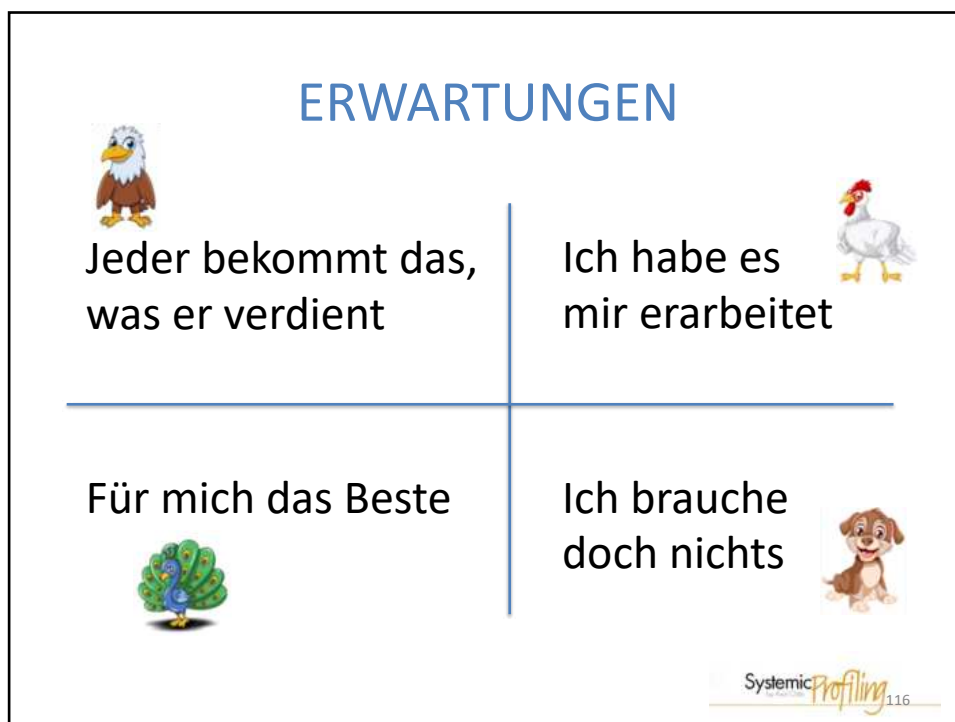 ERWARTUNGEN
Jeder bekommt das,
was er verdient
Ich habe es
mir erarbeitet
Für mich das Beste
Ich brauche
doch nichts
Systemic Profiling
116